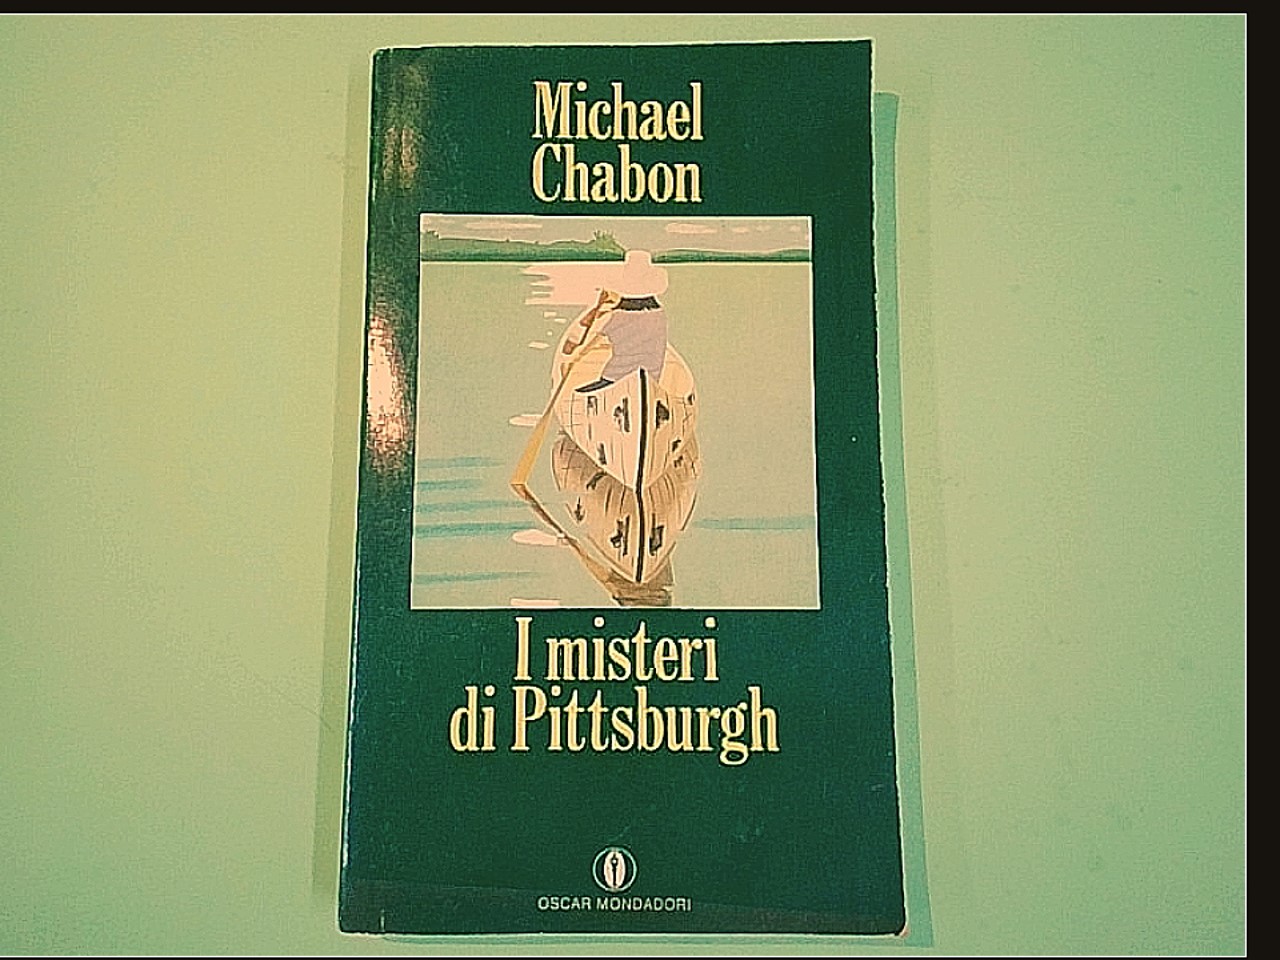 Michael
Chabon
I misteri
di Pittsburgh
OSCAR MONDADORI